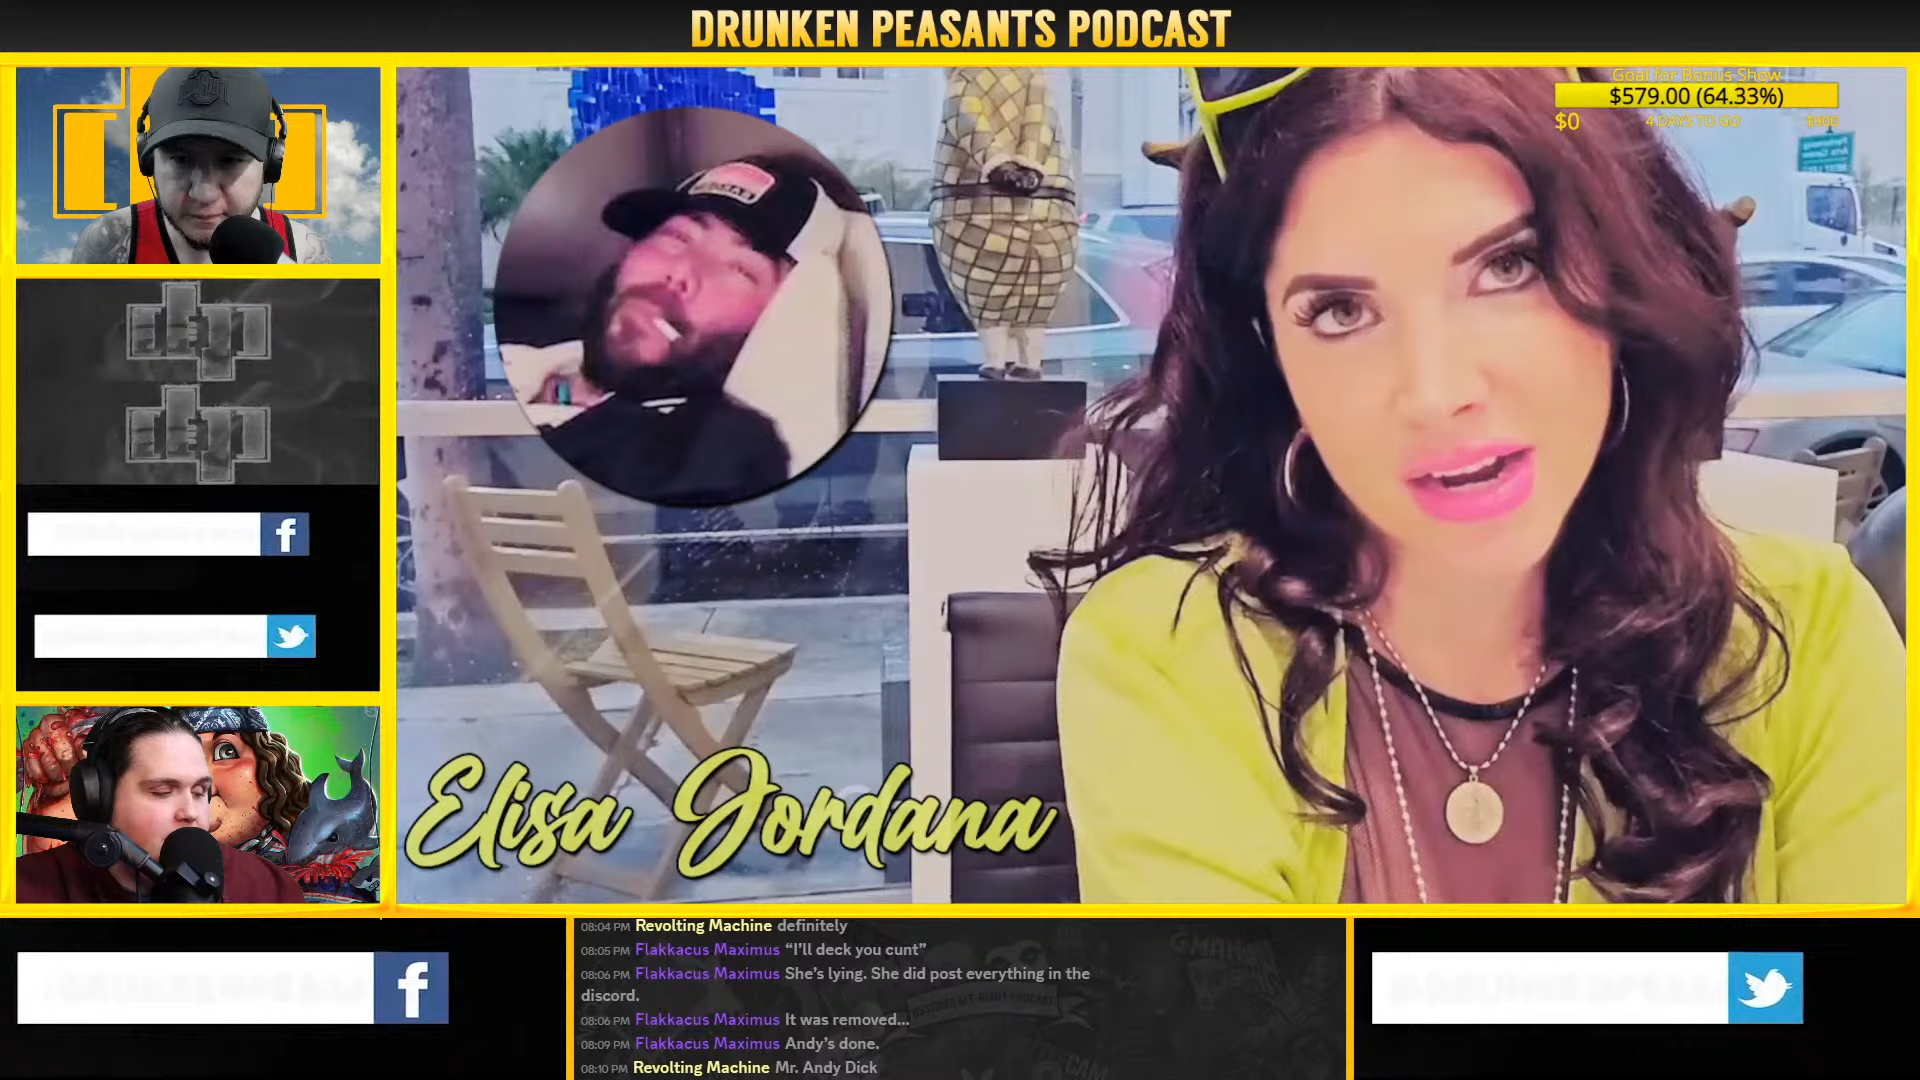 DRUNKEN PEASANTS PODCAST
Goal for Bonus Show
$579.00 (64.33%)
$0
4 DAYS TO GO
$900
Elisa Jordana
08:04 PM Revolting Machine definitely
08:05 PM Flakkacus Maximus “I’ll deck you cunt”
08:06 PM Flakkacus Maximus She’s lying. She did post everything in the
discord.
08:06 PM Flakkacus Maximus It was removed...
08:09 PM Flakkacus Maximus Andy’s done.
08:10 PM Revolting Machine Mr. Andy Dick